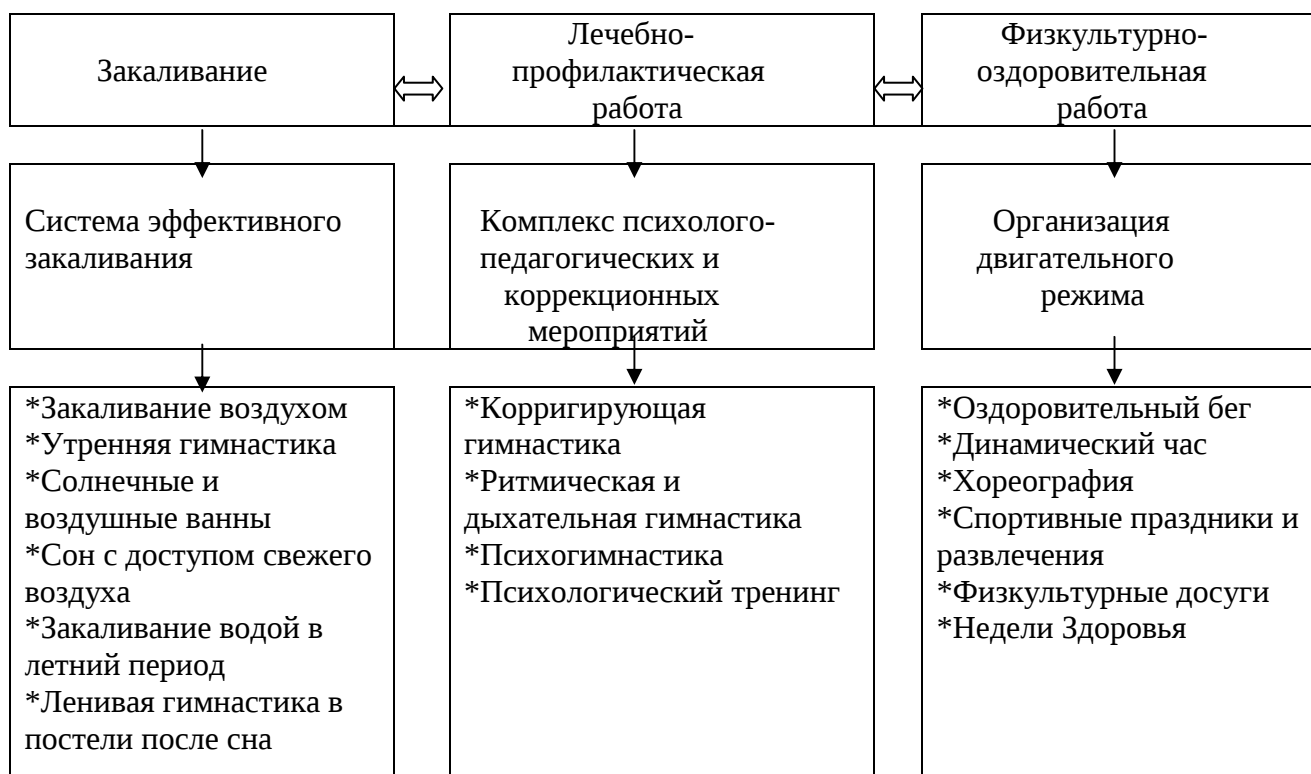 Закаливание
Лечебно-
профилактическая
работа
Физкультурно-
оздоровительная
работа
Система эффективного
закаливания
Комплекс психолого-
педагогических и
коррекционных
мероприятий
Организация
двигательного
режима
*Закаливание воздухом
*Утренняя гимнастика
*Солнечные и
воздушные ванны
*Сон с доступом свежего
воздуха
*Закаливание водой в
летний период
*Ленивая гимнастика в
постели после сна
*Корригирующая
гимнастика
*Ритмическая и
дыхательная гимнастика
*Психогимнастика
*Психологический тренинг
*Оздоровительный бег
*Динамический час
*Хореография
*Спортивные праздники и
развлечения
*Физкультурные досуги
*Недели Здоровья